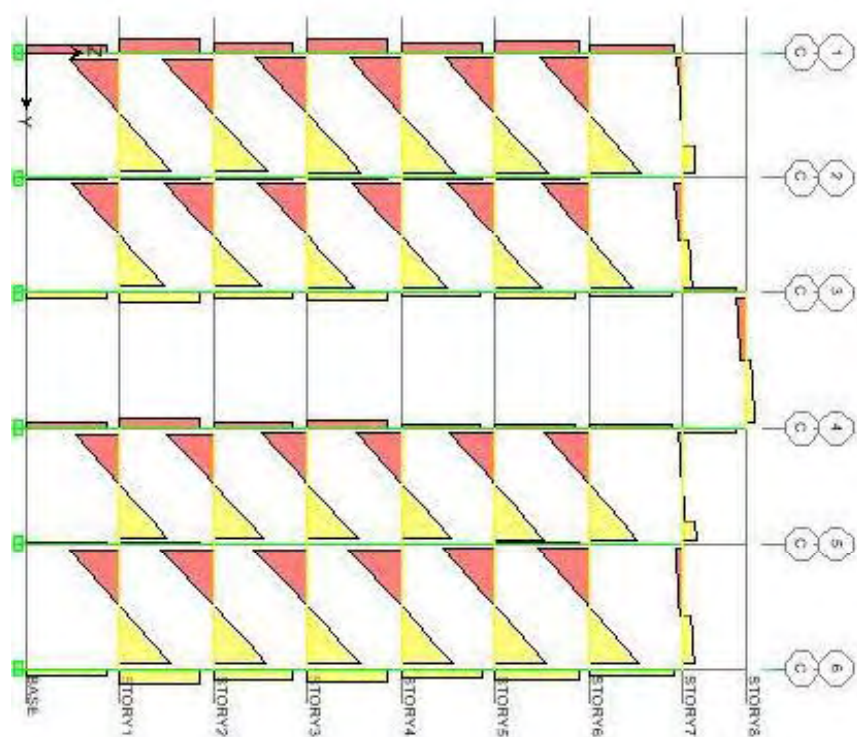 C 1
C 2
C 3
C 4
C 5
C 6
Z
Y
BASE
STORY1
STORY2
STORY3
STORY4
STORY5
STORY6
STORY7
STORY8